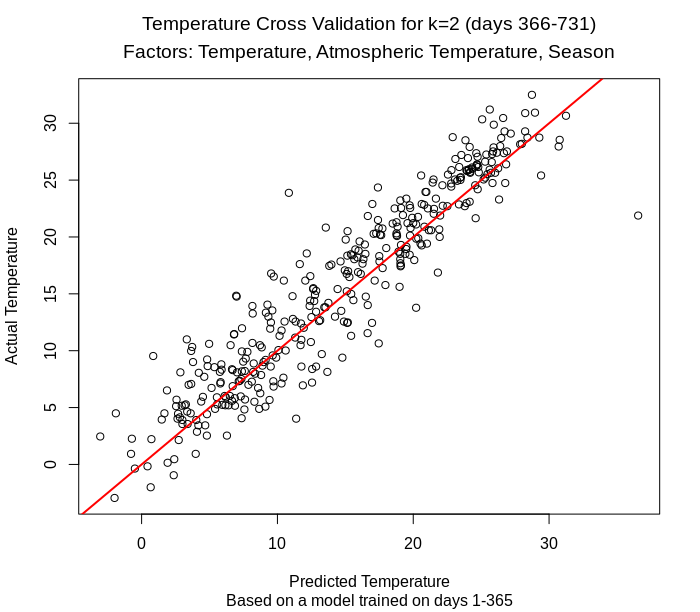 Temperature Cross Validation for k=2 (days 366-731)
Factors: Temperature, Atmospheric Temperature, Season
Actual Temperature
30
25
20
15
10
5
0
0 10 20 30
Predicted Temperature
Based on a model trained on days 1-365